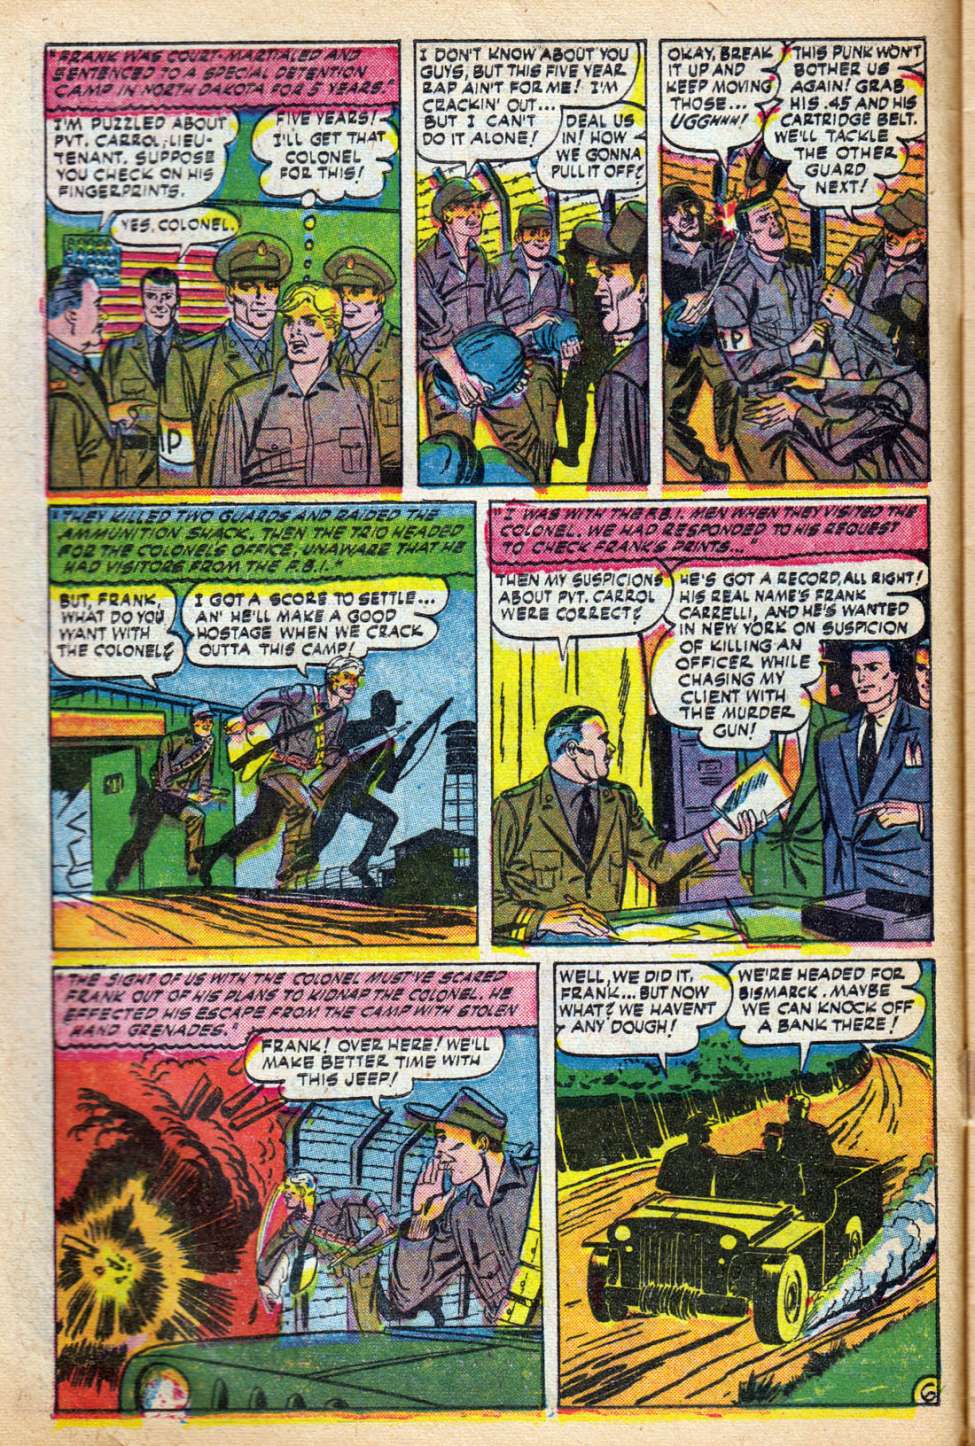 "FRANK WAS COURT-MARTIALED AND
SENTENCED TO A SPECIAL DETENTION
CAMP IN NORTH DAKOTA FOR 5 YEARS."
I'M PUZZLED ABOUT
PVT. CARROL, LIEU-
TENANT. SUPPOSE
YOU CHECK ON HIS
FINGERPRINTS.
YES, COLONEL.
FIVE YEARS!
I'LL GET THAT
COLONEL
FOR THIS!
MP
I DON'T KNOW ABOUT YOU
GUYS, BUT THIS FIVE YEAR
RAP AIN'T FOR ME! I'M
CRACKIN' OUT...
BUT I CAN'T
DO IT ALONE!
DEAL US
IN! HOW
WE GONNA
PULL IT OFF?
OKAY, BREAK
IT UP AND
KEEP MOVING
THOSE...
UGGHHH!
THIS PUNK WON'T
BOTHER US
AGAIN! GRAB
HIS .45 AND HIS
CARTRIDGE BELT.
WE'LL TACKLE
THE OTHER
GUARD
NEXT!
MP
"THEY KILLED TWO GUARDS AND RAIDED THE
AMMUNITION SHACK. THEN THE TRIO HEADED
FOR THE COLONEL'S OFFICE, UNAWARE THAT HE
HAD VISITORS FROM THE F.B.I."
BUT, FRANK,
WHAT DO YOU
WANT WITH
THE COLONEL?
I GOT A SCORE TO SETTLE...
AN' HE'LL MAKE A GOOD
HOSTAGE WHEN WE CRACK
OUTTA THIS CAMP!
"I WAS WITH THE F.B.I. MEN WHEN THEY VISITED THE
COLONEL. WE HAD RESPONDED TO HIS REQUEST
TO CHECK FRANK'S PRINTS..."
THEN MY SUSPICIONS
ABOUT PVT. CARROL
WERE CORRECT?
HE'S GOT A RECORD, ALL RIGHT!
HIS REAL NAME'S FRANK
CARRELLI, AND HE'S WANTED
IN NEW YORK ON SUSPICION
OF KILLING AN
OFFICER WHILE
CHASING MY
CLIENT WITH
THE MURDER
GUN!
"THE SIGHT OF US WITH THE COLONEL MUST'VE SCARED
FRANK OUT OF HIS PLANS TO KIDNAP THE COLONEL. HE
EFFECTED HIS ESCAPE FROM THE CAMP WITH STOLEN
HAND GRENADES."
FRANK! OVER HERE! WE'LL
MAKE BETTER TIME WITH
THIS JEEP!
WELL, WE DID IT,
FRANK... BUT NOW
WHAT? WE HAVEN'T
ANY DOUGH!
WE'RE HEADED FOR
BISMARCK. MAYBE
WE CAN KNOCK OFF
A BANK THERE!
6